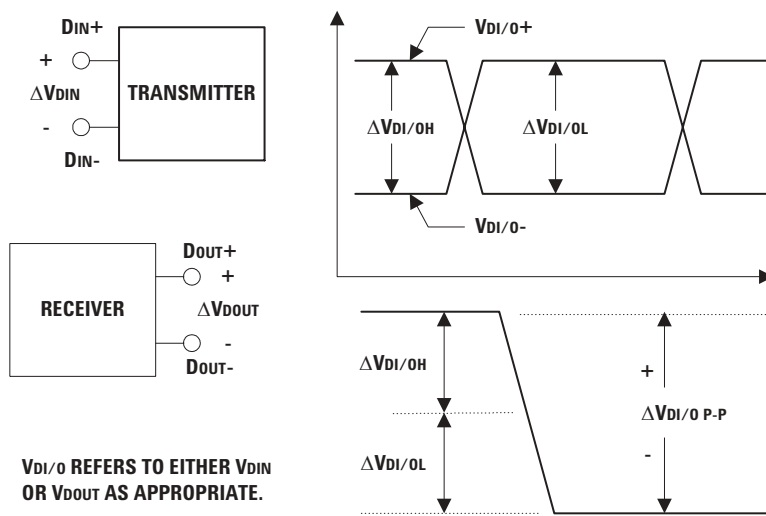 DIN+
+
ΔVDIN
-
DIN-
TRANSMITTER
DOUT+
+
ΔVDOUT
-
DOUT-
RECEIVER
VDI/O REFERS TO EITHER VDIN
OR VDOUT AS APPROPRIATE.
VDI/O+
ΔVDI/OH
ΔVDI/OL
VDI/O-
ΔVDI/OH
ΔVDI/OL
+
ΔVDI/O P-P
-